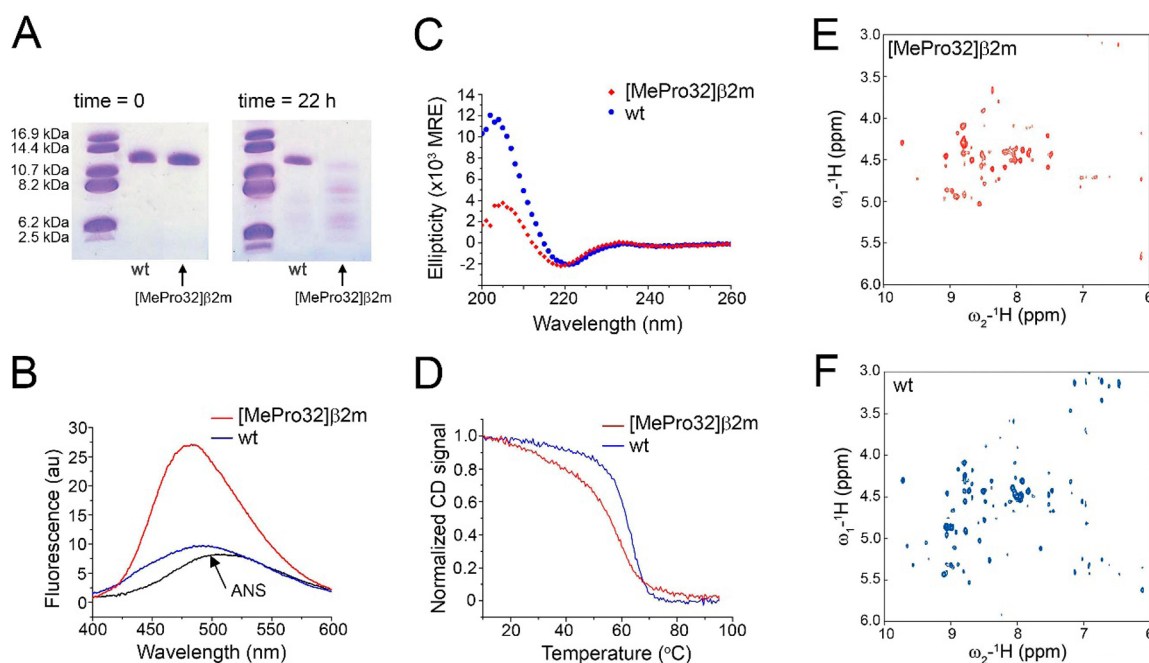 A
time = 0
time = 22 h
16.9 kDa
14.4 kDa
10.7 kDa
8.2 kDa
6.2 kDa
2.5 kDa
wt
[MePro32]β2m
wt
[MePro32]β2m
B
[MePro32]β2m
wt
Fluorescence (au)
30
25
20
15
10
5
0
ANS
400 450 500 550 600
Wavelength (nm)
C
[MePro32]β2m
wt
Ellipticity (x10³ MRE)
14
12
10
8
6
4
2
0
-2
200 220 240 260
Wavelength (nm)
D
[MePro32]β2m
wt
Normalized CD signal
1.0
0.8
0.6
0.4
0.2
0.0
20 40 60 80 100
Temperature (°C)
E
[MePro32]β2m
ω₁-¹H (ppm)
3.0
3.5
4.0
4.5
5.0
5.5
6.0
10 9 8 7 6
ω₂-¹H (ppm)
F
wt
ω₁-¹H (ppm)
3.0
3.5
4.0
4.5
5.0
5.5
6.0
10 9 8 7 6
ω₂-¹H (ppm)